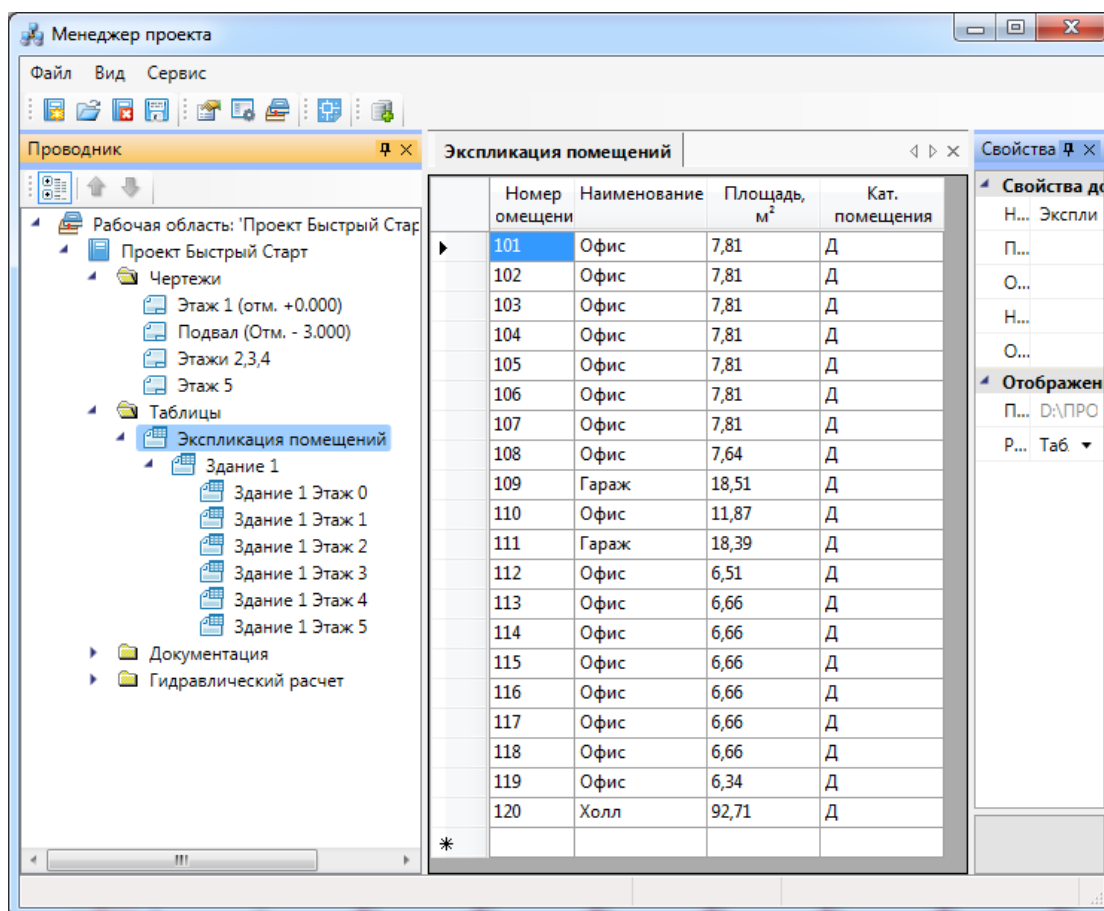 Менеджер проекта
Файл Вид Сервис
Проводник
Рабочая область: 'Проект Быстрый Стар
Проект Быстрый Старт
Чертежи
Этаж 1 (отм. +0.000)
Подвал (Отм. - 3.000)
Этажи 2,3,4
Этаж 5
Таблицы
Экспликация помещений
Здание 1
Здание 1 Этаж 0
Здание 1 Этаж 1
Здание 1 Этаж 2
Здание 1 Этаж 3
Здание 1 Этаж 4
Здание 1 Этаж 5
Документация
Гидравлический расчет
Экспликация помещений
Номер омещени Наименование Площадь, м² Кат. помещения
101 Офис 7,81 Д
102 Офис 7,81 Д
103 Офис 7,81 Д
104 Офис 7,81 Д
105 Офис 7,81 Д
106 Офис 7,81 Д
107 Офис 7,81 Д
108 Офис 7,64 Д
109 Гараж 18,51 Д
110 Офис 11,87 Д
111 Гараж 18,39 Д
112 Офис 6,51 Д
113 Офис 6,66 Д
114 Офис 6,66 Д
115 Офис 6,66 Д
116 Офис 6,66 Д
117 Офис 6,66 Д
118 Офис 6,66 Д
119 Офис 6,34 Д
120 Холл 92,71 Д
Свойства
Свойства до
Н... Экспли
П...
О...
Н...
О...
Отображен
П... D:\ПРО
Р... Таб.